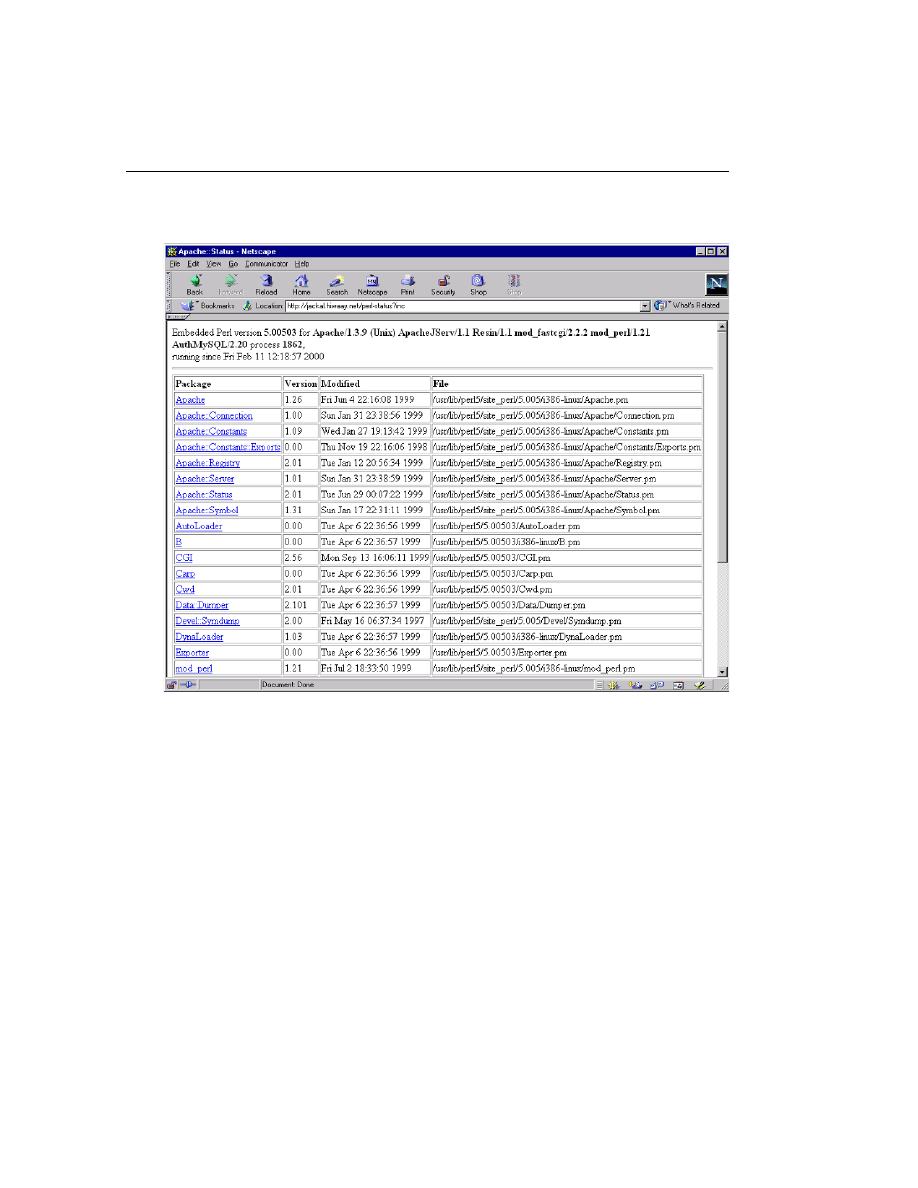 Apache::Status - Netscape
File Edit View Go Communicator Help
Back Forward Reload Home Search Netscape Print Security Shop Stop
Bookmarks Location: http://jackal.hiwaay.net/perl-status?inc What's Related
Embedded Perl version 5.00503 for Apache/1.3.9 (Unix) ApacheJServ/1.1 Resin/1.1 mod_fastcgi/2.2.2 mod_perl/1.21
AuthMySQL/2.20 process 1862,
running since Fri Feb 11 12:18:57 2000
Package Version Modified File
Apache 1.26 Fri Jun 4 22:16:08 1999 /usr/lib/perl5/site_perl/5.005/i386-linux/Apache.pm
Apache::Connection 1.00 Sun Jan 31 23:38:56 1999 /usr/lib/perl5/site_perl/5.005/i386-linux/Apache/Connection.pm
Apache::Constants 1.09 Wed Jan 27 19:13:42 1999 /usr/lib/perl5/site_perl/5.005/i386-linux/Apache/Constants.pm
Apache::Constants::Exports 0.00 Thu Nov 19 22:16:06 1998 /usr/lib/perl5/site_perl/5.005/i386-linux/Apache/Constants/Exports.pm
Apache::Registry 2.01 Tue Jan 12 20:56:34 1999 /usr/lib/perl5/site_perl/5.005/i386-linux/Apache/Registry.pm
Apache::Server 1.01 Sun Jan 31 23:38:59 1999 /usr/lib/perl5/site_perl/5.005/i386-linux/Apache/Server.pm
Apache::Status 2.01 Tue Jun 29 00:07:22 1999 /usr/lib/perl5/site_perl/5.005/i386-linux/Apache/Status.pm
Apache::Symbol 1.31 Sun Jan 17 22:31:11 1999 /usr/lib/perl5/site_perl/5.005/i386-linux/Apache/Symbol.pm
AutoLoader 0.00 Tue Apr 6 22:36:56 1999 /usr/lib/perl5/5.00503/AutoLoader.pm
B 0.00 Tue Apr 6 22:36:57 1999 /usr/lib/perl5/5.00503/i386-linux/B.pm
CGI 2.56 Mon Sep 13 16:06:11 1999 /usr/lib/perl5/5.00503/CGI.pm
Carp 0.00 Tue Apr 6 22:36:56 1999 /usr/lib/perl5/5.00503/Carp.pm
Cwd 2.01 Tue Apr 6 22:36:56 1999 /usr/lib/perl5/5.00503/Cwd.pm
Data::Dumper 2.101 Tue Apr 6 22:36:57 1999 /usr/lib/perl5/5.00503/Data/Dumper.pm
Devel::Symdump 2.00 Fri May 16 06:37:34 1997 /usr/lib/perl5/site_perl/5.005/Devel/Symdump.pm
DynaLoader 1.03 Tue Apr 6 22:36:57 1999 /usr/lib/perl5/5.00503/i386-linux/DynaLoader.pm
Exporter 0.00 Tue Apr 6 22:36:56 1999 /usr/lib/perl5/5.00503/Exporter.pm
mod_perl 1.21 Fri Jul 2 18:33:50 1999 /usr/lib/perl5/site_perl/5.005/i386-linux/mod_perl.pm
Document: Done